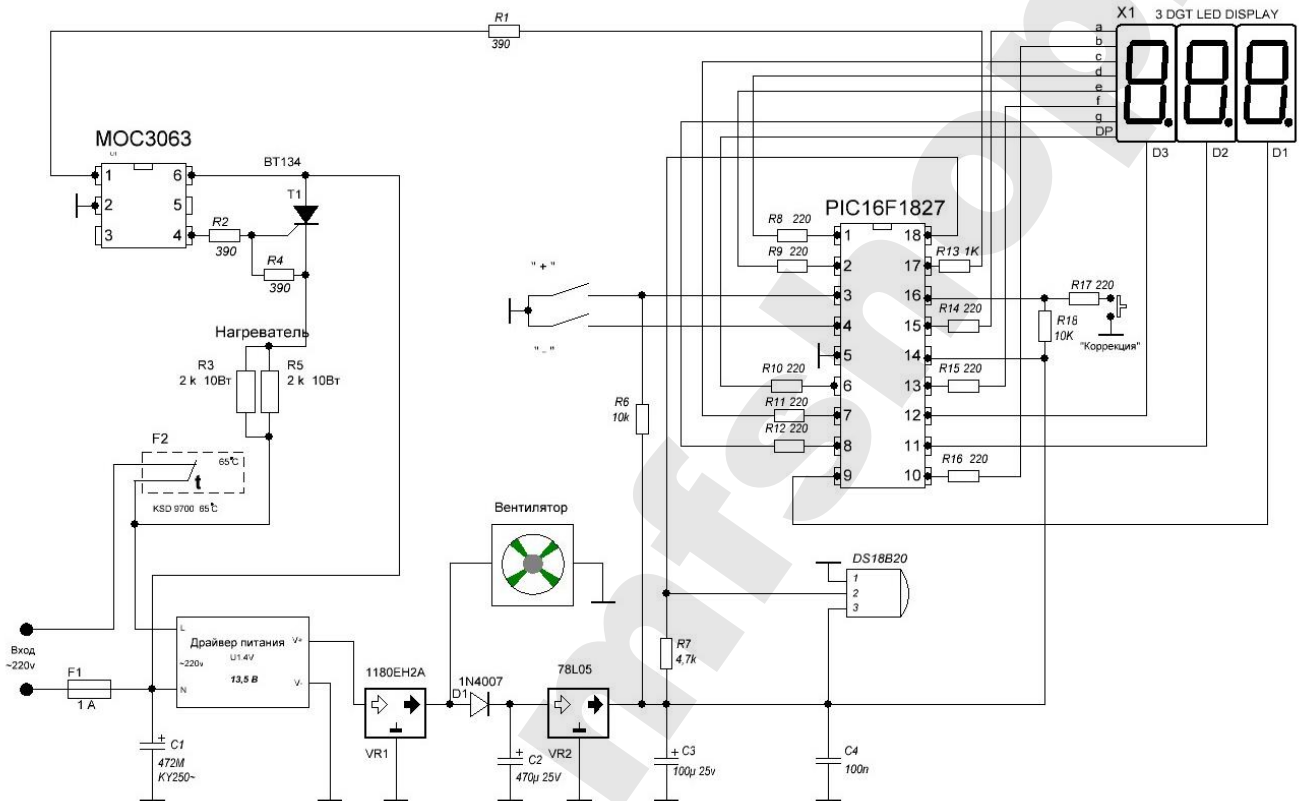 R1
390
X1 3 DGT LED DISPLAY
a
b
c
d
e
f
g
DP
D3
D2
D1
MOC3063
U1
1
2
3
6
5
4
BT134
T1
R2
390
R4
390
PIC16F1827
R8 220
R9 220
R10 220
R11 220
R12 220
1
2
3
4
5
6
7
8
9
18
17
16
15
14
13
12
11
10
R13 1K
R14 220
R15 220
R16 220
R17 220
R18
10K
"Коррекция"
"+"
"-"
Нагреватель
R3
2 k 10Вт
R5
2 k 10Вт
R6
10k
F2
65°C
t
KSD 9700 65°C
Вентилятор
DS18B20
1
2
3
R7
4,7k
Вход
~220v
F1
1 A
L
Драйвер питания
V+
~220v
U1.4V
N
13,5 В
V-
1180ЕН2А
VR1
1N4007
D1
78L05
VR2
+
C1
472M
KY250~
+
C2
470µ 25V
+
C3
100µ 25v
C4
100n
mfshop